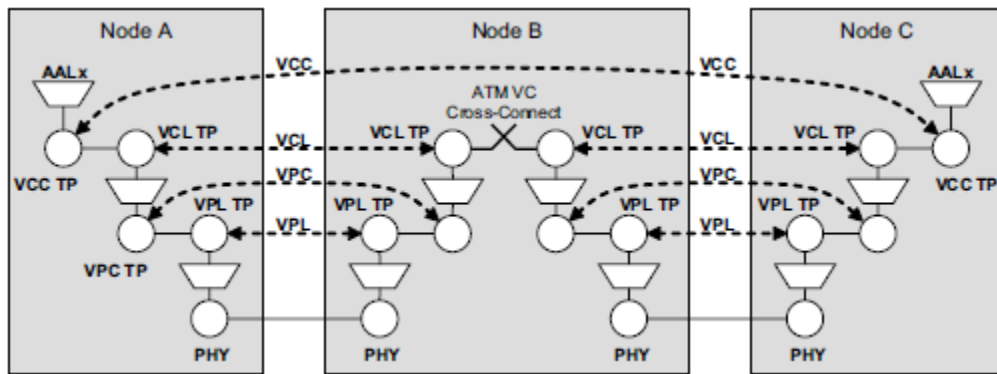 Node A
Node B
Node C
VCC
VCC
AALx
AALx
ATM VC
Cross-Connect
VCL TP
VCL
VCL TP
VCL TP
VCL
VCL TP
VCC TP
VCC TP
VPC
VPC
VPL TP
VPL TP
VPL TP
VPL TP
VPL
VPL
VPC TP
PHY
PHY
PHY
PHY